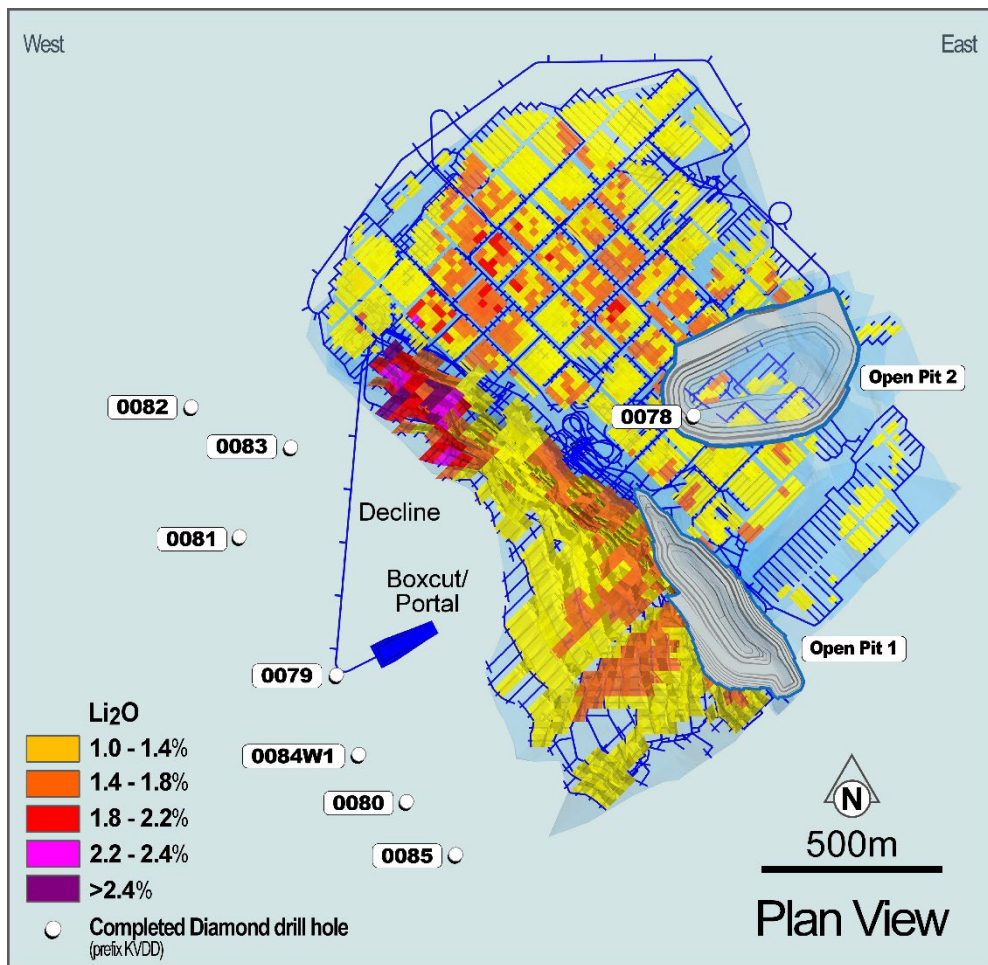 West
East
Open Pit 2
0082
0078
0083
Decline
0081
Boxcut/
Portal
Open Pit 1
0079
Li₂O
1.0 - 1.4%
0084W1
1.4 - 1.8%
0080
N
1.8 - 2.2%
500m
0085
2.2 - 2.4%
>2.4%
Plan View
Completed Diamond drill hole
(prefix KVDD)